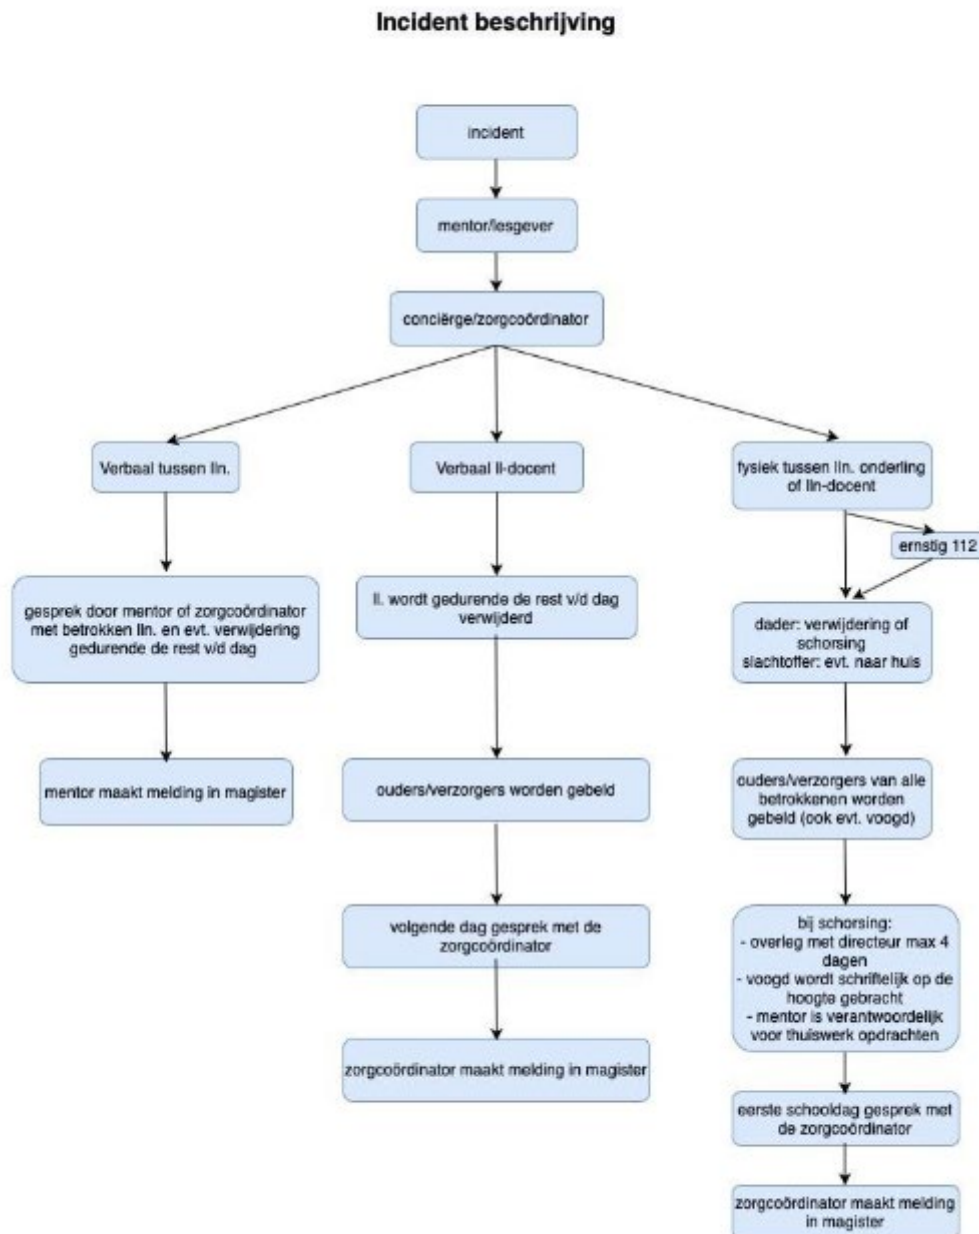 Incident beschrijving
incident
mentor/lesgever
conciërge/zorgcoördinator
Verbaal tussen lln.
gesprek door mentor of zorgcoördinator
met betrokken lln. en evt. verwijdering
gedurende de rest v/d dag
mentor maakt melding in magister
Verbaal ll-docent
ll. wordt gedurende de rest v/d dag
verwijderd
ouders/verzorgers worden gebeld
volgende dag gesprek met de
zorgcoördinator
zorgcoördinator maakt melding in magister
fysiek tussen lln. onderling
of lln-docent
ernstig 112
dader: verwijdering of
schorsing
slachtoffer: evt. naar huis
ouders/verzorgers van alle
betrokkenen worden
gebeld (ook evt. voogd)
bij schorsing:
- overleg met directeur max 4
dagen
- voogd wordt schriftelijk op de
hoogte gebracht
- mentor is verantwoordelijk
voor thuiswerk opdrachten
eerste schooldag gesprek met
de zorgcoördinator
zorgcoördinator maakt melding
in magister